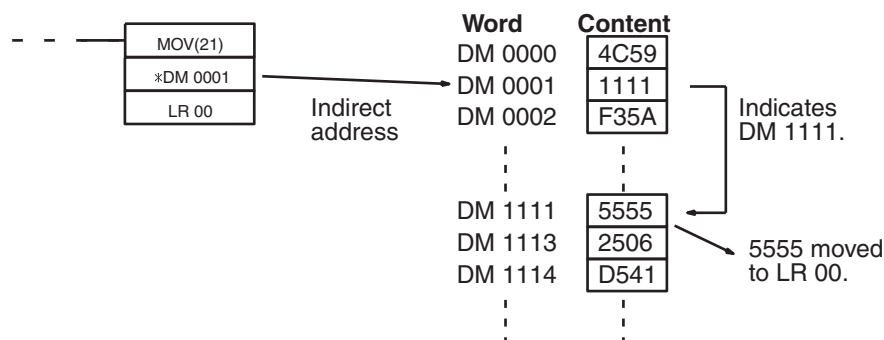 Word Content
MOV(21)
*DM 0001
LR 00
Indirect
address
DM 0000 4C59
DM 0001 1111
DM 0002 F35A
Indicates
DM 1111.
DM 1111 5555
DM 1113 2506
DM 1114 D541
5555 moved
to LR 00.